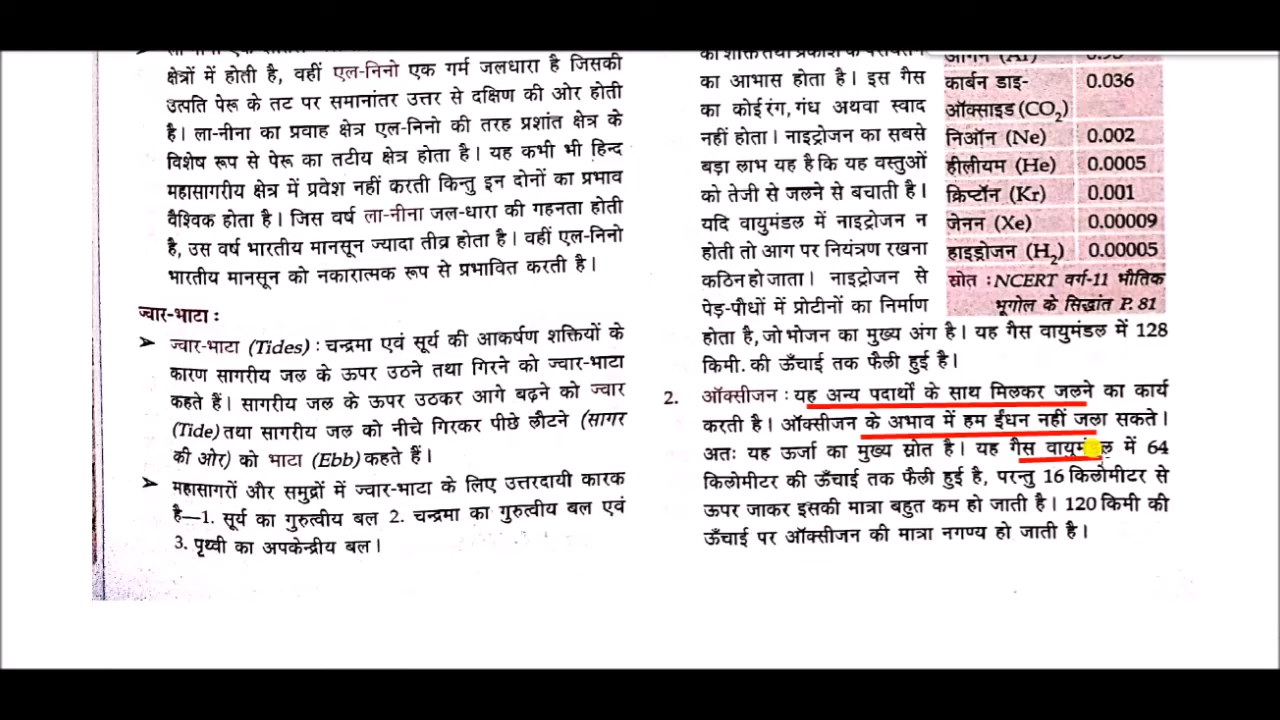 क्षेत्रों में होती है, वहीं एल-निनो एक गर्म जलधारा है जिसकी
उत्पति पेरू के तट पर समानांतर उत्तर से दक्षिण की ओर होती
है। ला-नीना का प्रवाह क्षेत्र एल-निनो की तरह प्रशांत क्षेत्र के
विशेष रूप से पेरू का तटीय क्षेत्र होता है। यह कभी भी हिन्द
महासागरीय क्षेत्र में प्रवेश नहीं करती किन्तु इन दोनों का प्रभाव
वैश्विक होता है। जिस वर्ष ला-नीना जल-धारा की गहनता होती
है, उस वर्ष भारतीय मानसून ज्यादा तीव्र होता है। वहीं एल-निनो
भारतीय मानसून को नकारात्मक रूप से प्रभावित करती है।
ज्वार-भाटा :
➤ ज्वार-भाटा (Tides) : चन्द्रमा एवं सूर्य की आकर्षण शक्तियों के
कारण सागरीय जल के ऊपर उठने तथा गिरने को ज्वार-भाटा
कहते हैं। सागरीय जल के ऊपर उठकर आगे बढ़ने को ज्वार
(Tide) तथा सागरीय जल को नीचे गिरकर पीछे लौटने (सागर
की ओर) को भाटा (Ebb) कहते हैं।
➤ महासागरों और समुद्रों में ज्वार-भाटा के लिए उत्तरदायी कारक
है—1. सूर्य का गुरुत्वीय बल 2. चन्द्रमा का गुरुत्वीय बल एवं
3. पृथ्वी का अपकेन्द्रीय बल।
का आभास होता है। इस गैस
का कोई रंग, गंध अथवा स्वाद
नहीं होता। नाइट्रोजन का सबसे
बड़ा लाभ यह है कि यह वस्तुओं
को तेजी से जलने से बचाती है।
यदि वायुमंडल में नाइट्रोजन न
होती तो आग पर नियंत्रण रखना
कठिन हो जाता। नाइट्रोजन से
पेड़-पौधों में प्रोटीनों का निर्माण
होता है, जो भोजन का मुख्य अंग है। यह गैस वायुमंडल में 128
किमी. की ऊँचाई तक फैली हुई है।
कार्बन डाइ- 0.036
ऑक्साइड (CO₂)
निऑन (Ne) 0.002
हीलीयम (He) 0.0005
क्रिप्टॉन (Kr) 0.001
जेनन (Xe) 0.00009
हाइड्रोजन (H₂) 0.00005
स्रोत : NCERT वर्ग-11 भौतिक
भूगोल के सिद्धांत P. 81
2. ऑक्सीजन : यह अन्य पदार्थों के साथ मिलकर जलने का कार्य
करती है। ऑक्सीजन के अभाव में हम ईंधन नहीं जला सकते।
अतः यह ऊर्जा का मुख्य स्रोत है। यह गैस वायुमंडल में 64
किलोमीटर की ऊँचाई तक फैली हुई है, परन्तु 16 किलोमीटर से
ऊपर जाकर इसकी मात्रा बहुत कम हो जाती है। 120 किमी की
ऊँचाई पर ऑक्सीजन की मात्रा नगण्य हो जाती है।